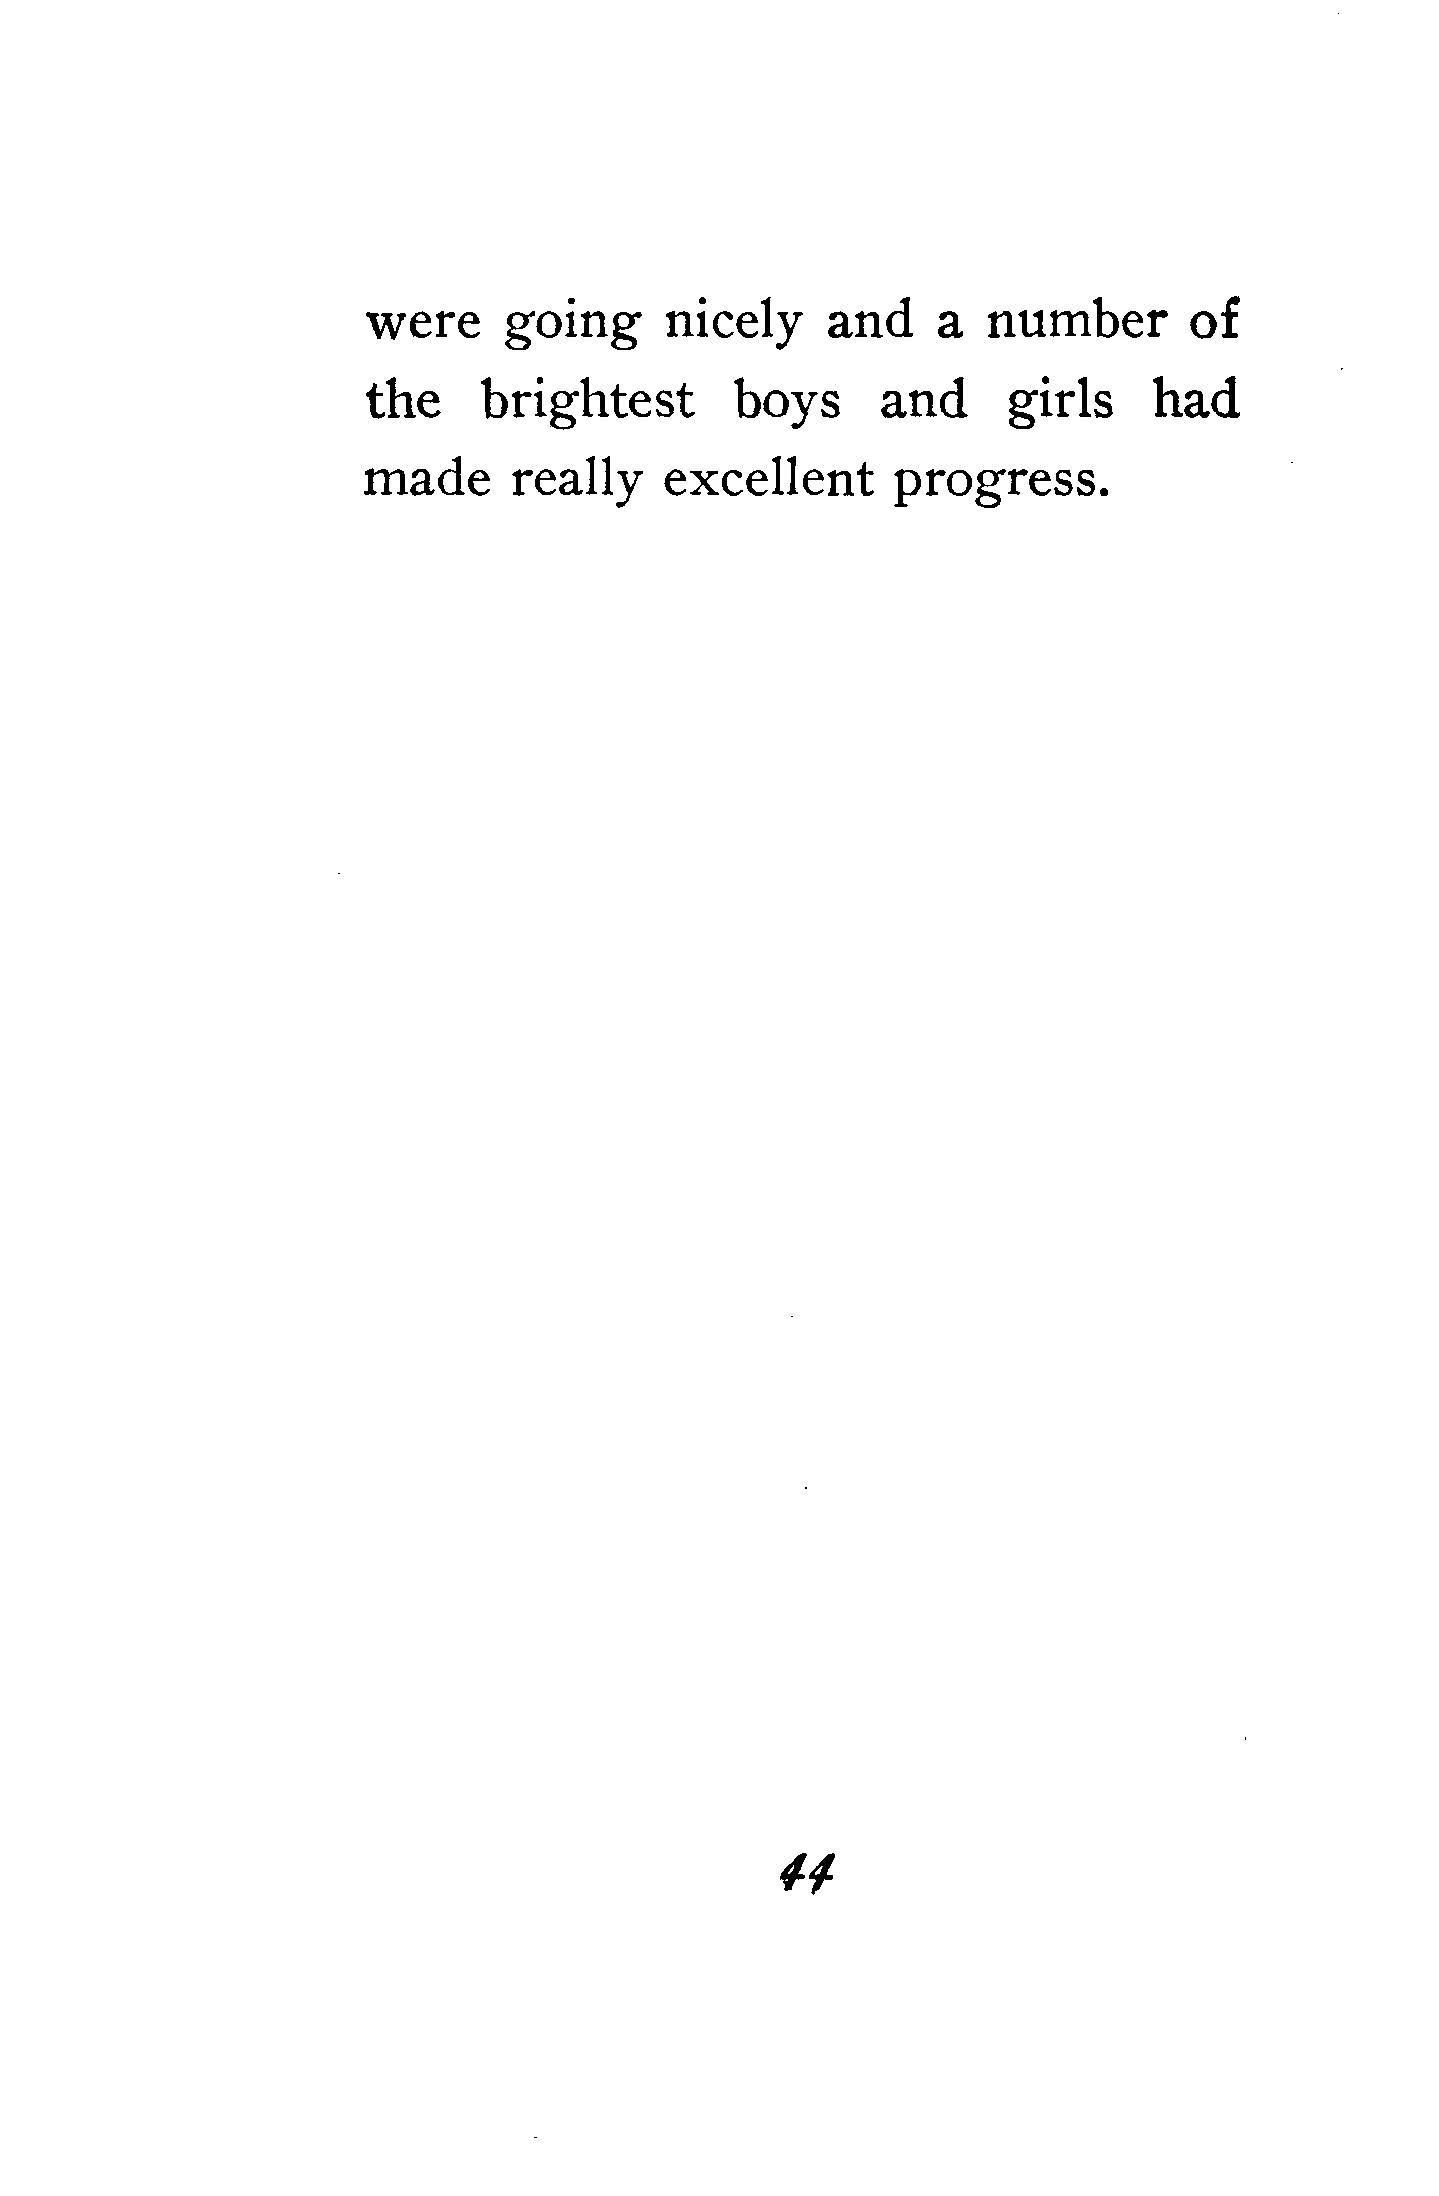 were going nicely and a number of
the brightest boys and girls had
made really excellent progress.
44